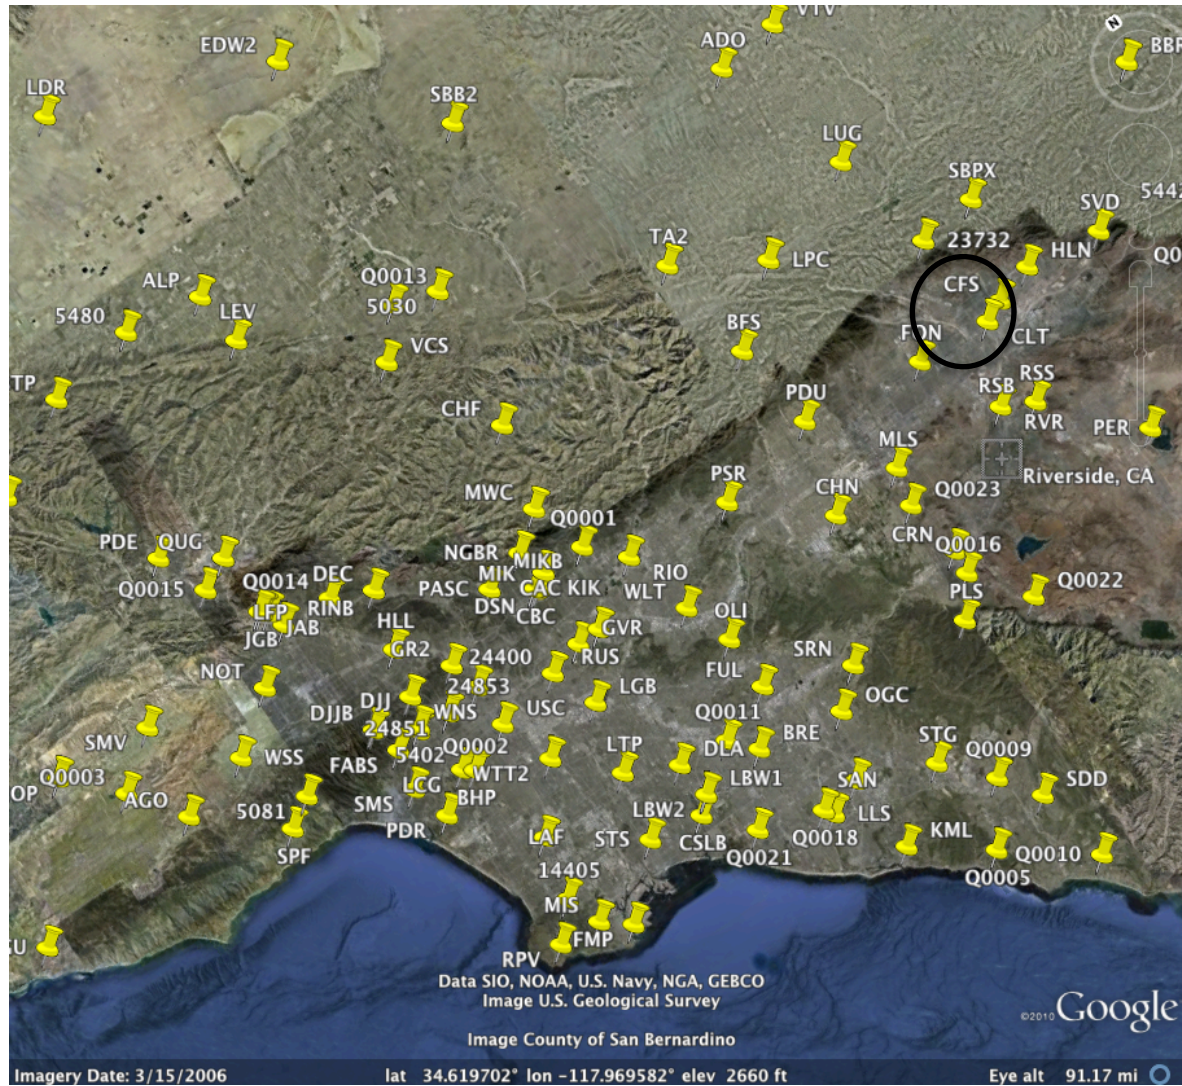 VTV
N
EDW2
ADO
BBR
LDR
SBB2
LUG
SBPX
5442
SVD
TA2
23732
HLN
LPC
Q0
ALP
Q0013
CFS
5480
LEV
5030
BFS
FON
CLT
VCS
TP
RSS
RSB
PDU
CHF
RVR
PER
MLS
PSR
Riverside, CA
MWC
CHN
Q0023
Q0001
CRN
PDE
QUG
NGBR
MIKB
Q0016
Q0015
Q0014
DEC
PASC
MIK
CAC
KIK
RIO
WLT
PLS
Q0022
LFP
RINB
DSN
CBC
OLI
JGB
JAB
HLL
GVR
GR2
24400
RUS
SRN
NOT
FUL
24853
LGB
OGC
DJJ
DJJB
WNS
USC
Q0011
24851
BRE
STG
SMV
WSS
FABS
5402
Q0002
LTP
DLA
Q0009
Q0003
WTT2
LBW1
SAN
SDD
OP
AGO
LCG
BHP
5081
SMS
LBW2
LLS
PDR
LAF
STS
CSLB
Q0018
KML
SPF
Q0021
Q0010
14405
Q0005
MIS
GU
FMP
RPV
Data SIO, NOAA, U.S. Navy, NGA, GEBCO
Image U.S. Geological Survey
©2010 Google
Image County of San Bernardino
Imagery Date: 3/15/2006 lat 34.619702° lon -117.969582° elev 2660 ft Eye alt 91.17 mi